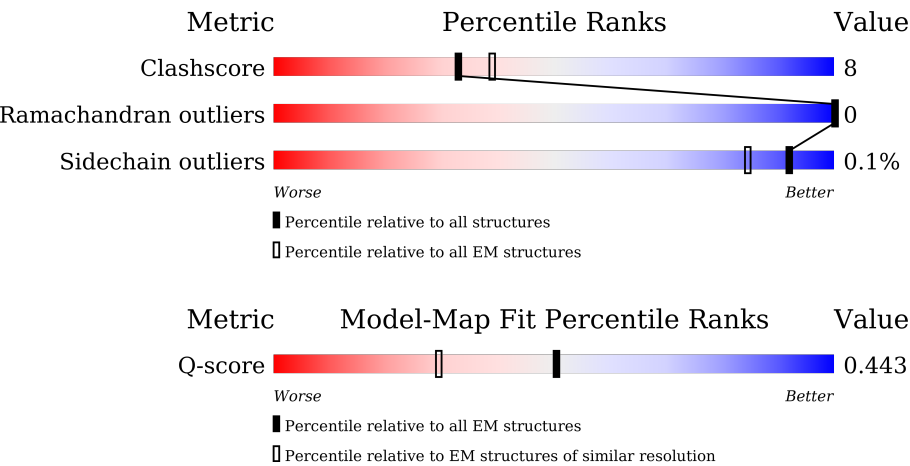 Metric Percentile Ranks Value
Clashscore 8
Ramachandran outliers 0
Sidechain outliers 0.1%
Worse Better
Percentile relative to all structures
Percentile relative to all EM structures
Metric Model-Map Fit Percentile Ranks Value
Q-score 0.443
Worse Better
Percentile relative to all EM structures
Percentile relative to EM structures of similar resolution